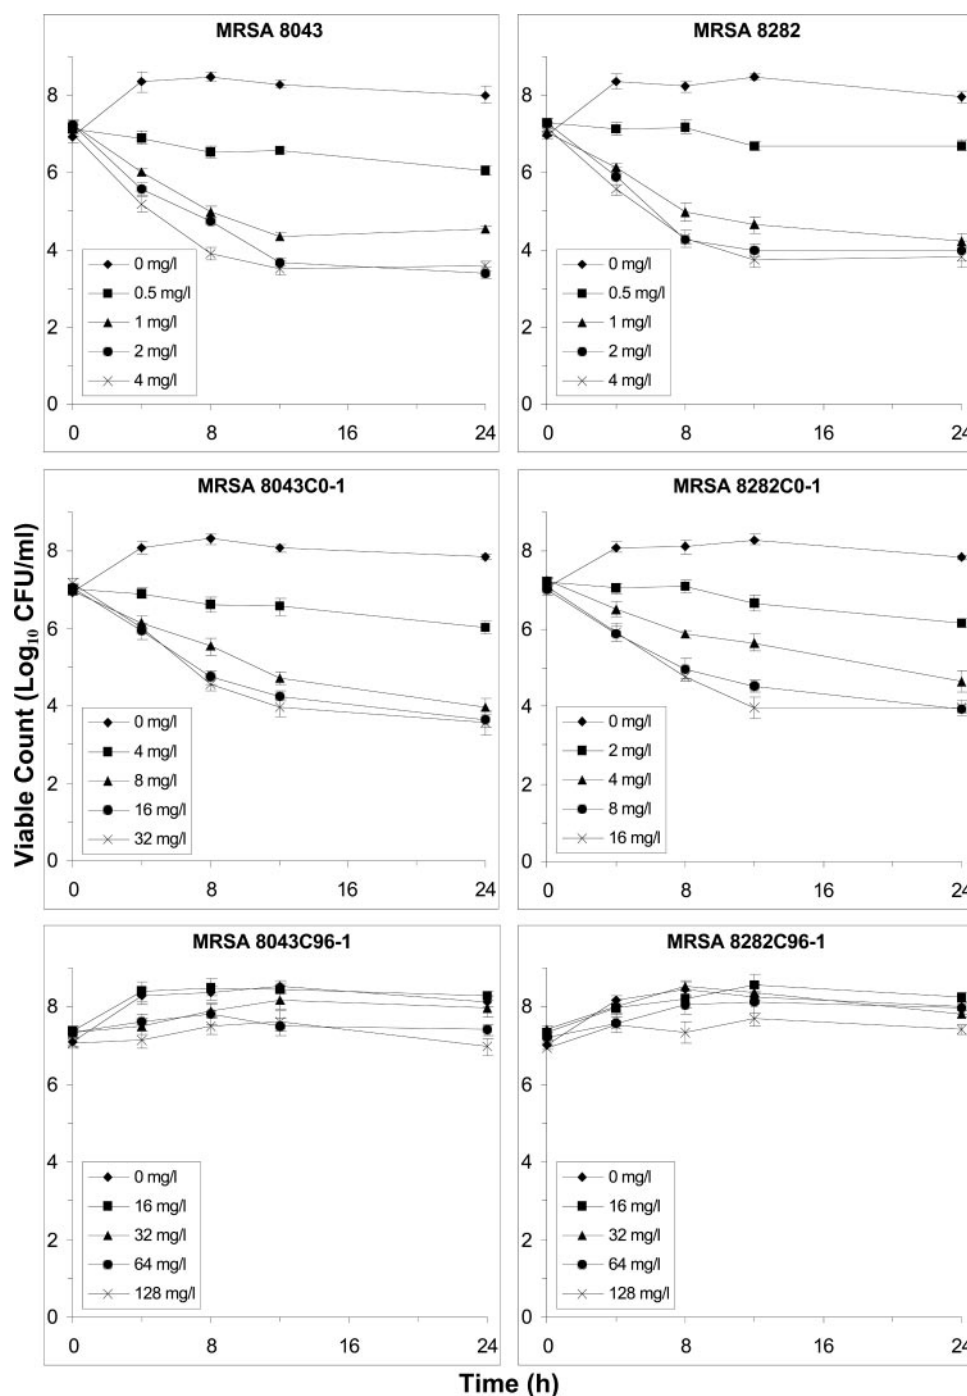 MRSA 8043
8
6
4
2
0
0 mg/l
0.5 mg/l
1 mg/l
2 mg/l
4 mg/l
0 8 16 24
MRSA 8282
8
6
4
2
0
0 mg/l
0.5 mg/l
1 mg/l
2 mg/l
4 mg/l
0 8 16 24
Viable Count (Log10 CFU/ml)
MRSA 8043C0-1
8
6
4
2
0
0 mg/l
4 mg/l
8 mg/l
16 mg/l
32 mg/l
0 8 16 24
MRSA 8282C0-1
8
6
4
2
0
0 mg/l
2 mg/l
4 mg/l
8 mg/l
16 mg/l
0 8 16 24
MRSA 8043C96-1
8
6
4
2
0
0 mg/l
16 mg/l
32 mg/l
64 mg/l
128 mg/l
0 8 16 24
MRSA 8282C96-1
8
6
4
2
0
0 mg/l
16 mg/l
32 mg/l
64 mg/l
128 mg/l
0 8 16 24
Time (h)